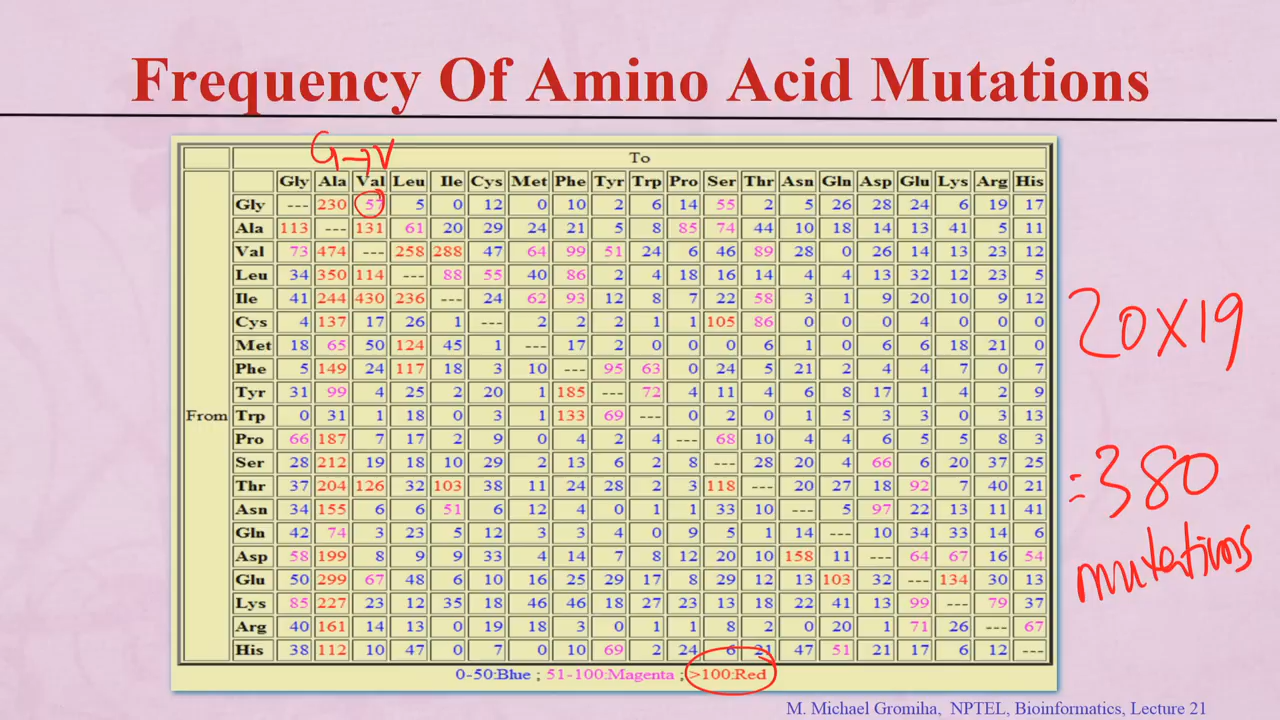 Frequency Of Amino Acid Mutations
G→V
To
Gly Ala Val Leu Ile Cys Met Phe Tyr Trp Pro Ser Thr Asn Gln Asp Glu Lys Arg His
Gly --- 230 57 5 0 12 0 10 2 6 14 55 2 5 26 28 24 6 19 17
Ala 113 --- 131 61 20 29 24 21 5 8 85 74 44 10 18 14 13 41 5 11
Val 73 474 --- 258 288 47 64 99 51 24 6 46 89 28 0 26 14 13 23 12
Leu 34 350 114 --- 88 55 40 86 2 4 18 16 14 4 4 13 32 12 23 5
Ile 41 244 430 236 --- 24 62 93 12 8 7 22 58 3 1 9 20 10 9 12
Cys 4 137 17 26 1 --- 2 2 2 1 1 105 86 0 0 0 4 0 0 0
Met 18 65 50 124 45 1 --- 17 2 0 0 0 6 1 0 6 6 18 21 0
Phe 5 149 24 117 18 3 10 --- 95 63 0 24 5 21 2 4 4 7 0 7
Tyr 31 99 4 25 2 20 1 185 --- 72 4 11 4 6 8 17 1 4 2 9
From Trp 0 31 1 18 0 3 1 133 69 --- 0 2 0 1 5 3 3 0 3 13
Pro 66 187 7 17 2 9 0 4 2 4 --- 68 10 4 4 6 5 5 8 3
Ser 28 212 19 18 10 29 2 13 6 2 8 --- 28 20 4 66 6 20 37 25
Thr 37 204 126 32 103 38 11 24 28 2 3 118 --- 20 27 18 92 7 40 21
Asn 34 155 6 6 51 6 12 4 0 1 1 33 10 --- 5 97 22 13 11 41
Gln 42 74 3 23 5 12 3 3 4 0 9 5 1 14 --- 10 34 33 14 6
Asp 58 199 8 9 9 33 4 14 7 8 12 20 10 158 11 --- 64 67 16 54
Glu 50 299 67 48 6 10 16 25 29 17 8 29 12 13 103 32 --- 134 30 13
Lys 85 227 23 12 35 18 46 46 18 27 23 13 18 22 41 13 99 --- 79 37
Arg 40 161 14 13 0 19 18 3 0 1 1 8 2 0 20 1 71 26 --- 67
His 38 112 10 47 0 7 0 10 69 2 24 6 21 47 51 21 17 6 12 ---
0-50:Blue ; 51-100:Magenta ; >100:Red
20×19
=380
mutations
M. Michael Gromiha, NPTEL, Bioinformatics, Lecture 21